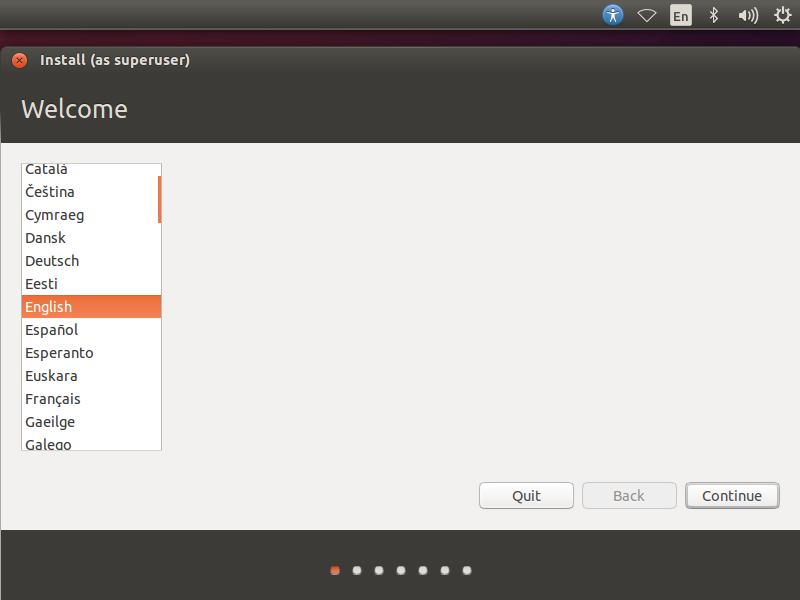 En
Install (as superuser)
Welcome
Català
Čeština
Cymraeg
Dansk
Deutsch
Eesti
English
Español
Esperanto
Euskara
Français
Gaeilge
Galego
Quit
Back
Continue